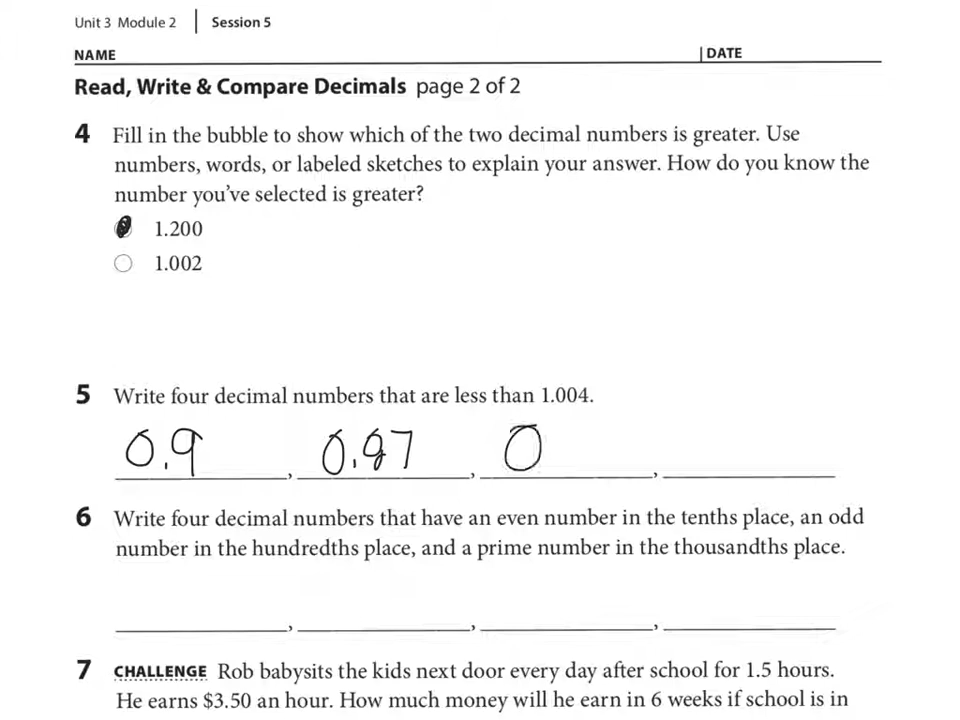 Unit 3 Module 2 | Session 5
NAME | DATE
Read, Write & Compare Decimals page 2 of 2
4 Fill in the bubble to show which of the two decimal numbers is greater. Use
numbers, words, or labeled sketches to explain your answer. How do you know the
number you've selected is greater?
1.200
1.002
5 Write four decimal numbers that are less than 1.004.
0.9 , 0.97 , 0 ,
6 Write four decimal numbers that have an even number in the tenths place, an odd
number in the hundredths place, and a prime number in the thousandths place.
, , ,
7 CHALLENGE Rob babysits the kids next door every day after school for 1.5 hours.
He earns $3.50 an hour. How much money will he earn in 6 weeks if school is in